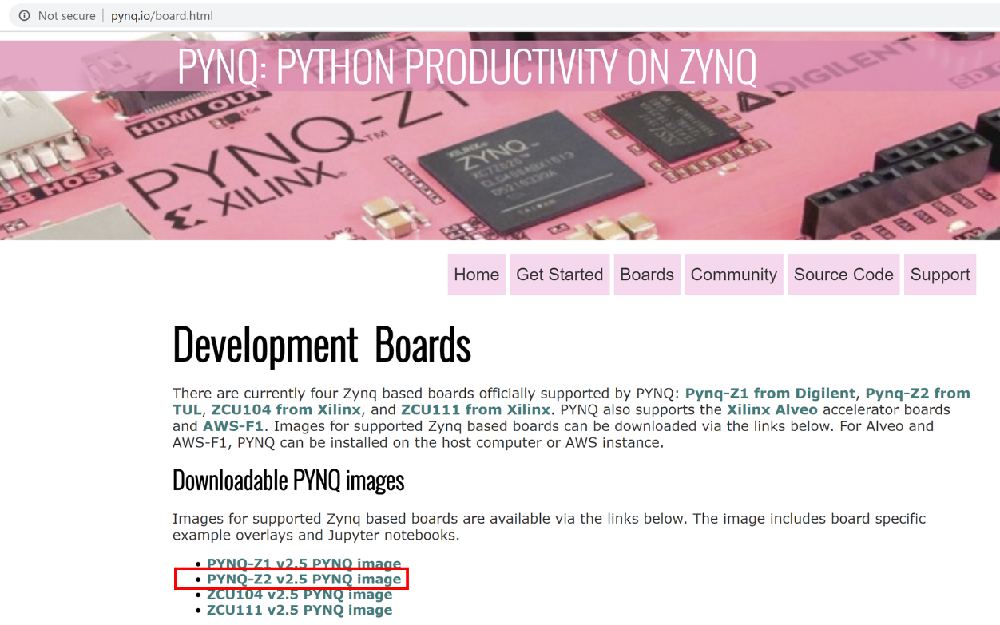 Not secure | pynq.io/board.html
PYNQ: PYTHON PRODUCTIVITY ON ZYNQ
DIGILENT
HDMI OUT
IC6
PYNQ-Z1
TM
XILINX®
USB HOST
XILINX®
ZYNQ
TAIWAN
IC22
Home
Get Started
Boards
Community
Source Code
Support
Development Boards
There are currently four Zynq based boards officially supported by PYNQ: Pynq-Z1 from Digilent, Pynq-Z2 from
TUL, ZCU104 from Xilinx, and ZCU111 from Xilinx. PYNQ also supports the Xilinx Alveo accelerator boards
and AWS-F1. Images for supported Zynq based boards can be downloaded via the links below. For Alveo and
AWS-F1, PYNQ can be installed on the host computer or AWS instance.
Downloadable PYNQ images
Images for supported Zynq based boards are available via the links below. The image includes board specific
example overlays and Jupyter notebooks.
• PYNQ-Z1 v2.5 PYNQ image
• PYNQ-Z2 v2.5 PYNQ image
• ZCU104 v2.5 PYNQ image
• ZCU111 v2.5 PYNQ image